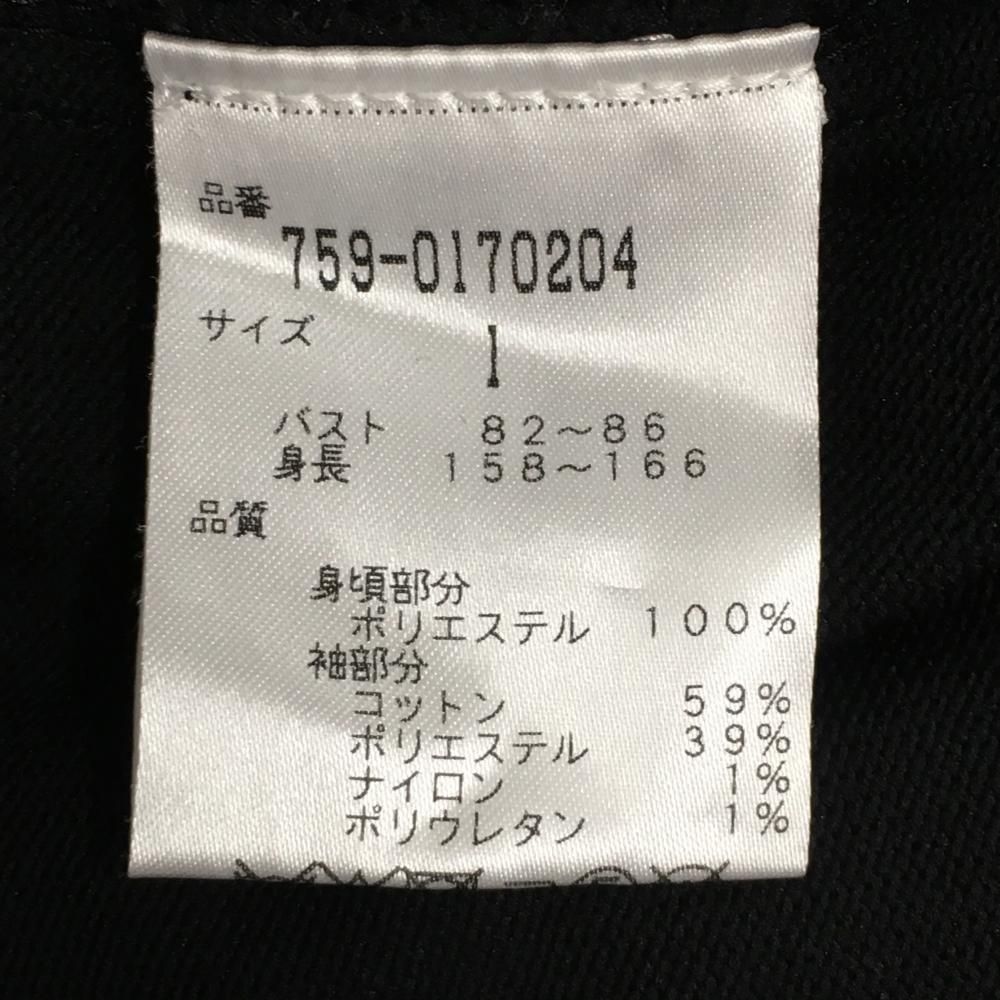 品番
759-0170204
サイズ
1
バスト 82～86
身長 158～166
品質
身頃部分
ポリエステル 100%
袖部分
コットン 59%
ポリエステル 39%
ナイロン 1%
ポリウレタン 1%